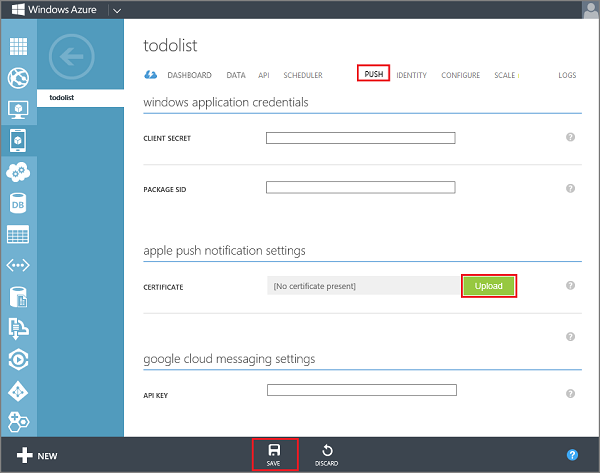 Windows Azure
todolist
DASHBOARD DATA API SCHEDULER PUSH IDENTITY CONFIGURE SCALE LOGS
todolist
windows application credentials
CLIENT SECRET ?
PACKAGE SID ?
apple push notification settings
CERTIFICATE [No certificate present] Upload ?
?
google cloud messaging settings
API KEY ?
DB
+ NEW SAVE DISCARD ?